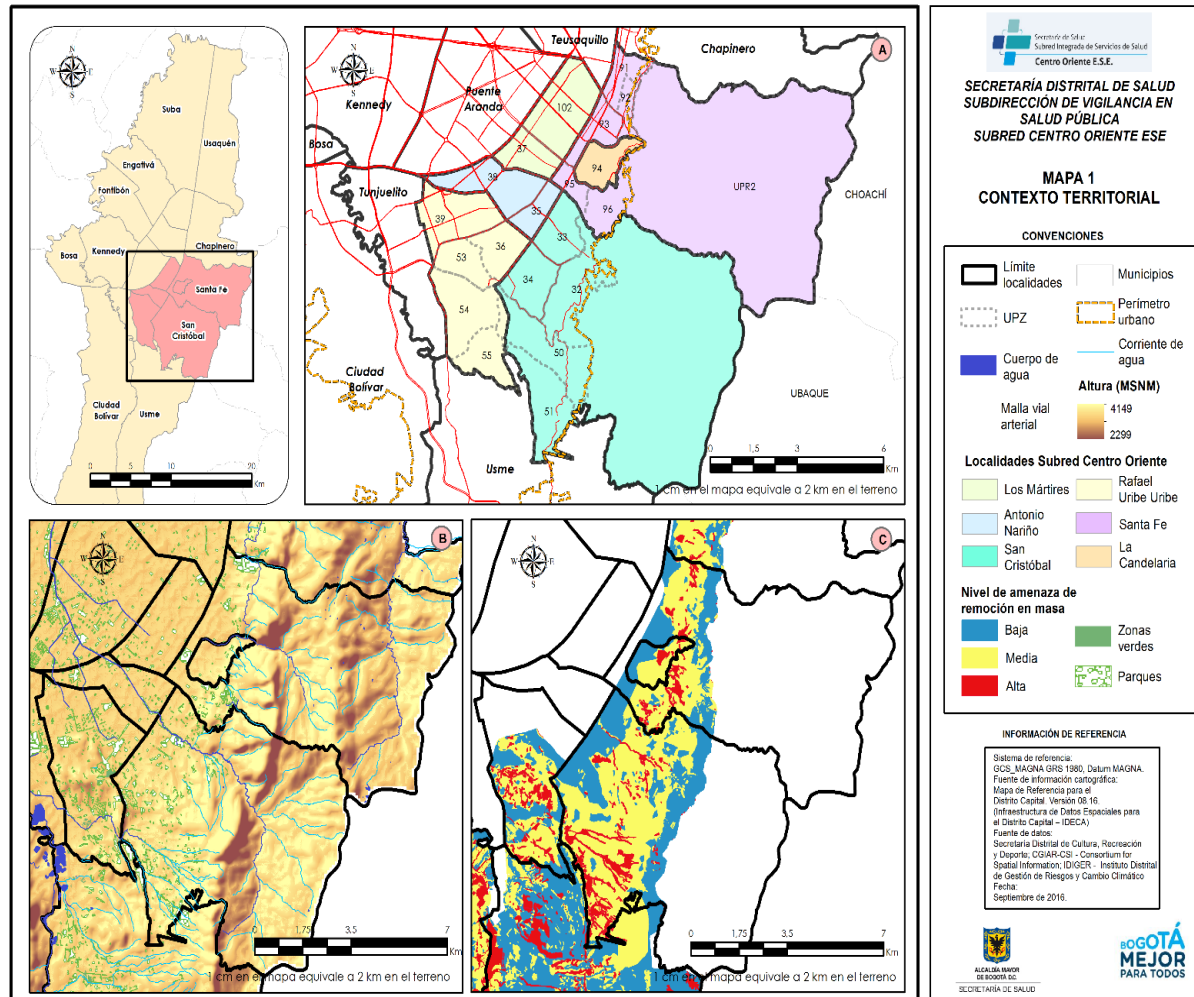 N
W
E
S
Suba
Usaquén
Engativá
Fontibón
Bosa
Kennedy
Chapinero
Santa Fe
San
Cristóbal
Ciudad
Bolívar
Usme
0 5 10 20
Km
A
N
W
E
S
Teusaquillo
Chapinero
Kennedy
Puente
Aranda
Bosa
Tunjuelito
91
92
102
93
37
94
38
95
UPR2
CHOACHÍ
39
35
96
36
33
53
34
32
54
50
55
51
Ciudad
Bolívar
UBAQUE
Usme
0 1,5 3 6
Km
1 cm en el mapa equivale a 2 km en el terreno
B
N
W
E
S
0 1,75 3,5 7
Km
1 cm en el mapa equivale a 2 km en el terreno
C
N
W
E
S
0 1,75 3,5 7
Km
1 cm en el mapa equivale a 2 km en el terreno
Secretaría de Salud
Subred Integrada de Servicios de Salud
Centro Oriente E.S.E.
SECRETARÍA DISTRITAL DE SALUD
SUBDIRECCIÓN DE VIGILANCIA EN
SALUD PÚBLICA
SUBRED CENTRO ORIENTE ESE
MAPA 1
CONTEXTO TERRITORIAL
CONVENCIONES
Límite
localidades
Municipios
UPZ
Perímetro
urbano
Cuerpo de
agua
Corriente de
agua
Malla vial
arterial
Altura (MSNM)
4149
2299
Localidades Subred Centro Oriente
Los Mártires
Rafael
Uribe Uribe
Antonio
Nariño
Santa Fe
San
Cristóbal
La
Candelaria
Nivel de amenaza de
remoción en masa
Baja
Zonas
verdes
Media
Parques
Alta
INFORMACIÓN DE REFERENCIA
Sistema de referencia:
GCS_MAGNA GRS 1980, Datum MAGNA.
Fuente de información cartográfica:
Mapa de Referencia para el
Distrito Capital. Versión 08.16.
(Infraestructura de Datos Espaciales para
el Distrito Capital – IDECA)
Fuente de datos:
Secretaria Distrital de Cultura, Recreación
y Deporte; CGIAR-CSI - Consortium for
Spatial Information; IDIGER - Instituto Distrital
de Gestión de Riesgos y Cambio Climático
Fecha:
Septiembre de 2016.
ALCALDÍA MAYOR
DE BOGOTÁ D.C.
SECRETARÍA DE SALUD
BOGOTÁ
MEJOR
PARA TODOS